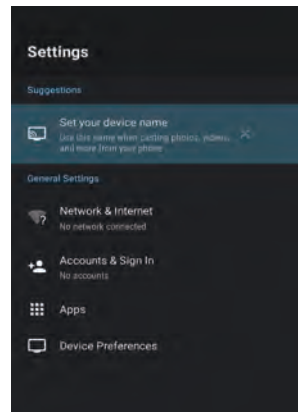 Settings
Suggestions
Set your device name
Use this name when casting photos, videos,
and more from your phone
General Settings
Network & Internet
No network connected
Accounts & Sign In
No accounts
Apps
Device Preferences